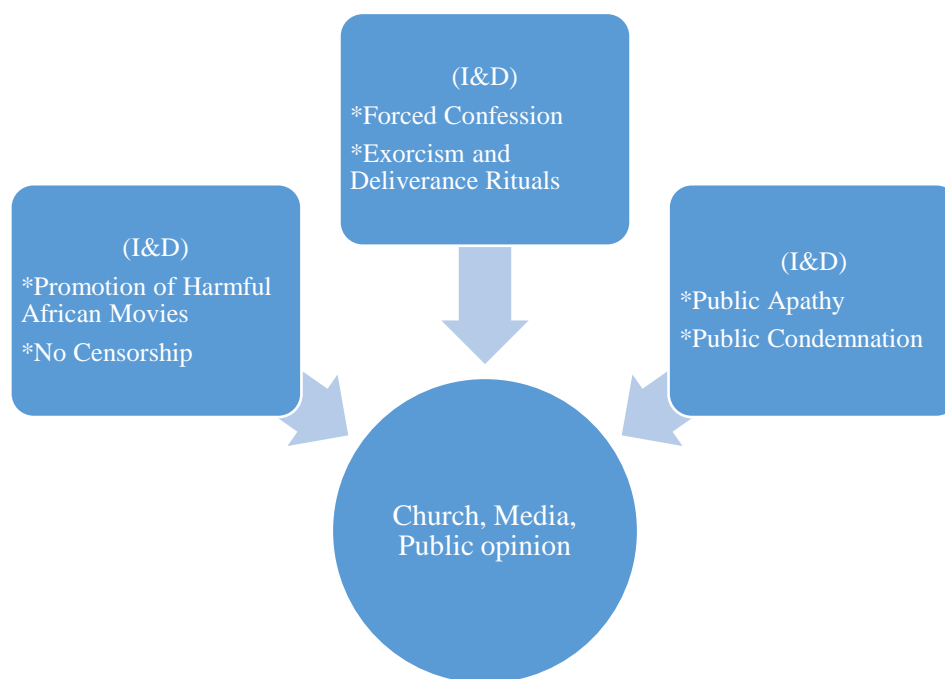 (I&D)
*Forced Confession
*Exorcism and
Deliverance Rituals
(I&D)
*Promotion of Harmful
African Movies
*No Censorship
(I&D)
*Public Apathy
*Public Condemnation
Church, Media,
Public opinion